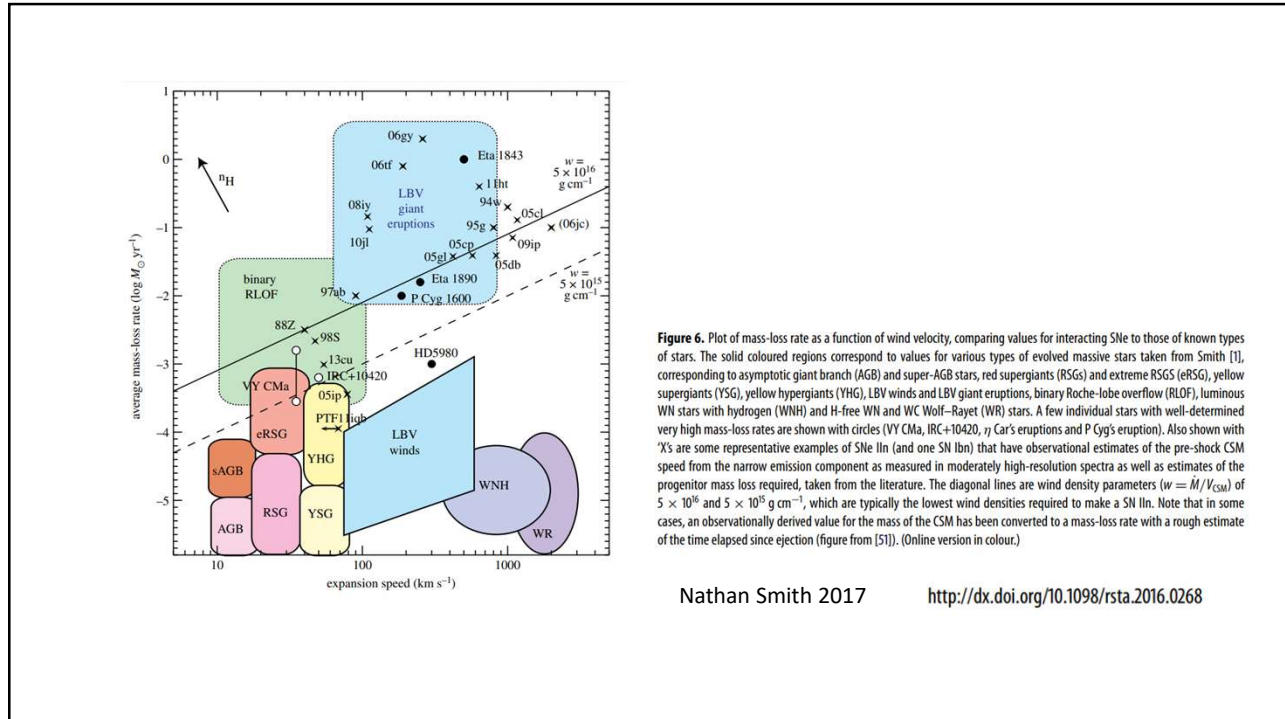 1
0
−1
−2
−3
−4
−5
average mass-loss rate (log M⊙ yr⁻¹)
nH
06gy
Eta 1843
06tf
LBV
giant
eruptions
11ht
08iy
10jl
94w
05cl
95g
(06jc)
09ip
05cp
05gl
05db
w =
5 × 10¹⁶
g cm⁻¹
w =
5 × 10¹⁵
g cm⁻¹
binary
RLOF
97ab
Eta 1890
P Cyg 1600
88Z
98S
13cu
HD5980
IRC+10420
VY CMa
05ip
PTF11iqb
eRSG
YHG
LBV
winds
sAGB
AGB
RSG
YSG
WNH
WR
10
100
1000
expansion speed (km s⁻¹)
Figure 6. Plot of mass-loss rate as a function of wind velocity, comparing values for interacting SNe to those of known types
of stars. The solid coloured regions correspond to values for various types of evolved massive stars taken from Smith [1],
corresponding to asymptotic giant branch (AGB) and super-AGB stars, red supergiants (RSGs) and extreme RSGS (eRSG), yellow
supergiants (YSG), yellow hypergiants (YHG), LBV winds and LBV giant eruptions, binary Roche-lobe overflow (RLOF), luminous
WN stars with hydrogen (WNH) and H-free WN and WC Wolf–Rayet (WR) stars. A few individual stars with well-determined
very high mass-loss rates are shown with circles (VY CMa, IRC+10420, η Car's eruptions and P Cyg's eruption). Also shown with
'X's are some representative examples of SNe IIn (and one SN Ibn) that have observational estimates of the pre-shock CSM
speed from the narrow emission component as measured in moderately high-resolution spectra as well as estimates of the
progenitor mass loss required, taken from the literature. The diagonal lines are wind density parameters (w = Ṁ/V_CSM) of
5 × 10¹⁶ and 5 × 10¹⁵ g cm⁻¹, which are typically the lowest wind densities required to make a SN IIn. Note that in some
cases, an observationally derived value for the mass of the CSM has been converted to a mass-loss rate with a rough estimate
of the time elapsed since ejection (figure from [51]). (Online version in colour.)
Nathan Smith 2017
http://dx.doi.org/10.1098/rsta.2016.0268